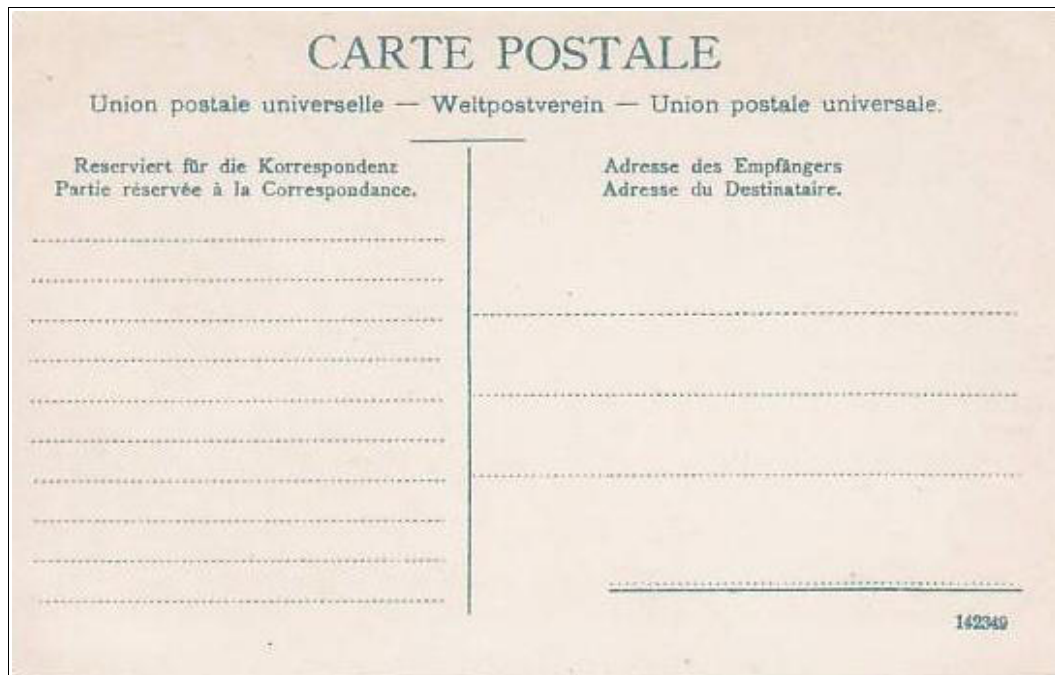 CARTE POSTALE
Union postale universelle — Weltpostverein — Union postale universale.
Reserviert für die Korrespondenz
Partie réservée à la Correspondance.
Adresse des Empfängers
Adresse du Destinataire.
142349